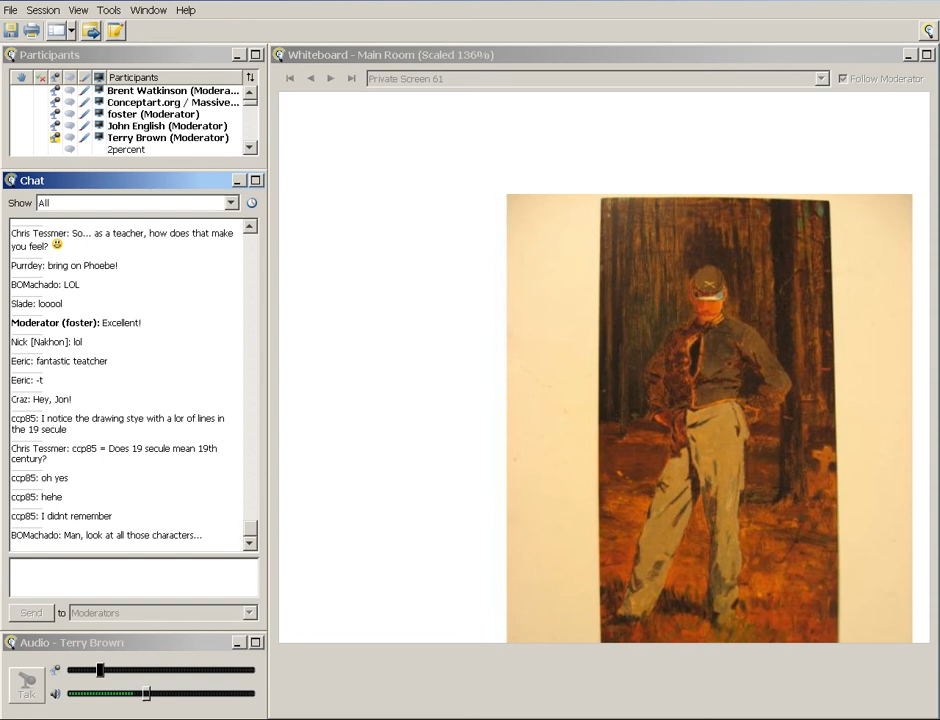 File Session View Tools Window Help
Participants
Participants
Brent Watkinson (Modera...
Conceptart.org / Massive...
foster (Moderator)
John English (Moderator)
Terry Brown (Moderator)
2percent
Chat
Show All
Chris Tessmer: So... as a teacher, how does that make
you feel?
Purrdey: bring on Phoebe!
BOMachado: LOL
Slade: looool
Moderator (foster): Excellent!
Nick [Nakhon]: lol
Eeric: fantastic teatcher
Eeric: -t
Craz: Hey, Jon!
ccp85: I notice the drawing stye with a lor of lines in
the 19 secule
Chris Tessmer: ccp85 = Does 19 secule mean 19th
century?
ccp85: oh yes
ccp85: hehe
ccp85: I didnt remember
BOMachado: Man, look at all those characters...
Send to Moderators
Audio - Terry Brown
Talk
Whiteboard - Main Room (Scaled 136%)
Private Screen 61
Follow Moderator